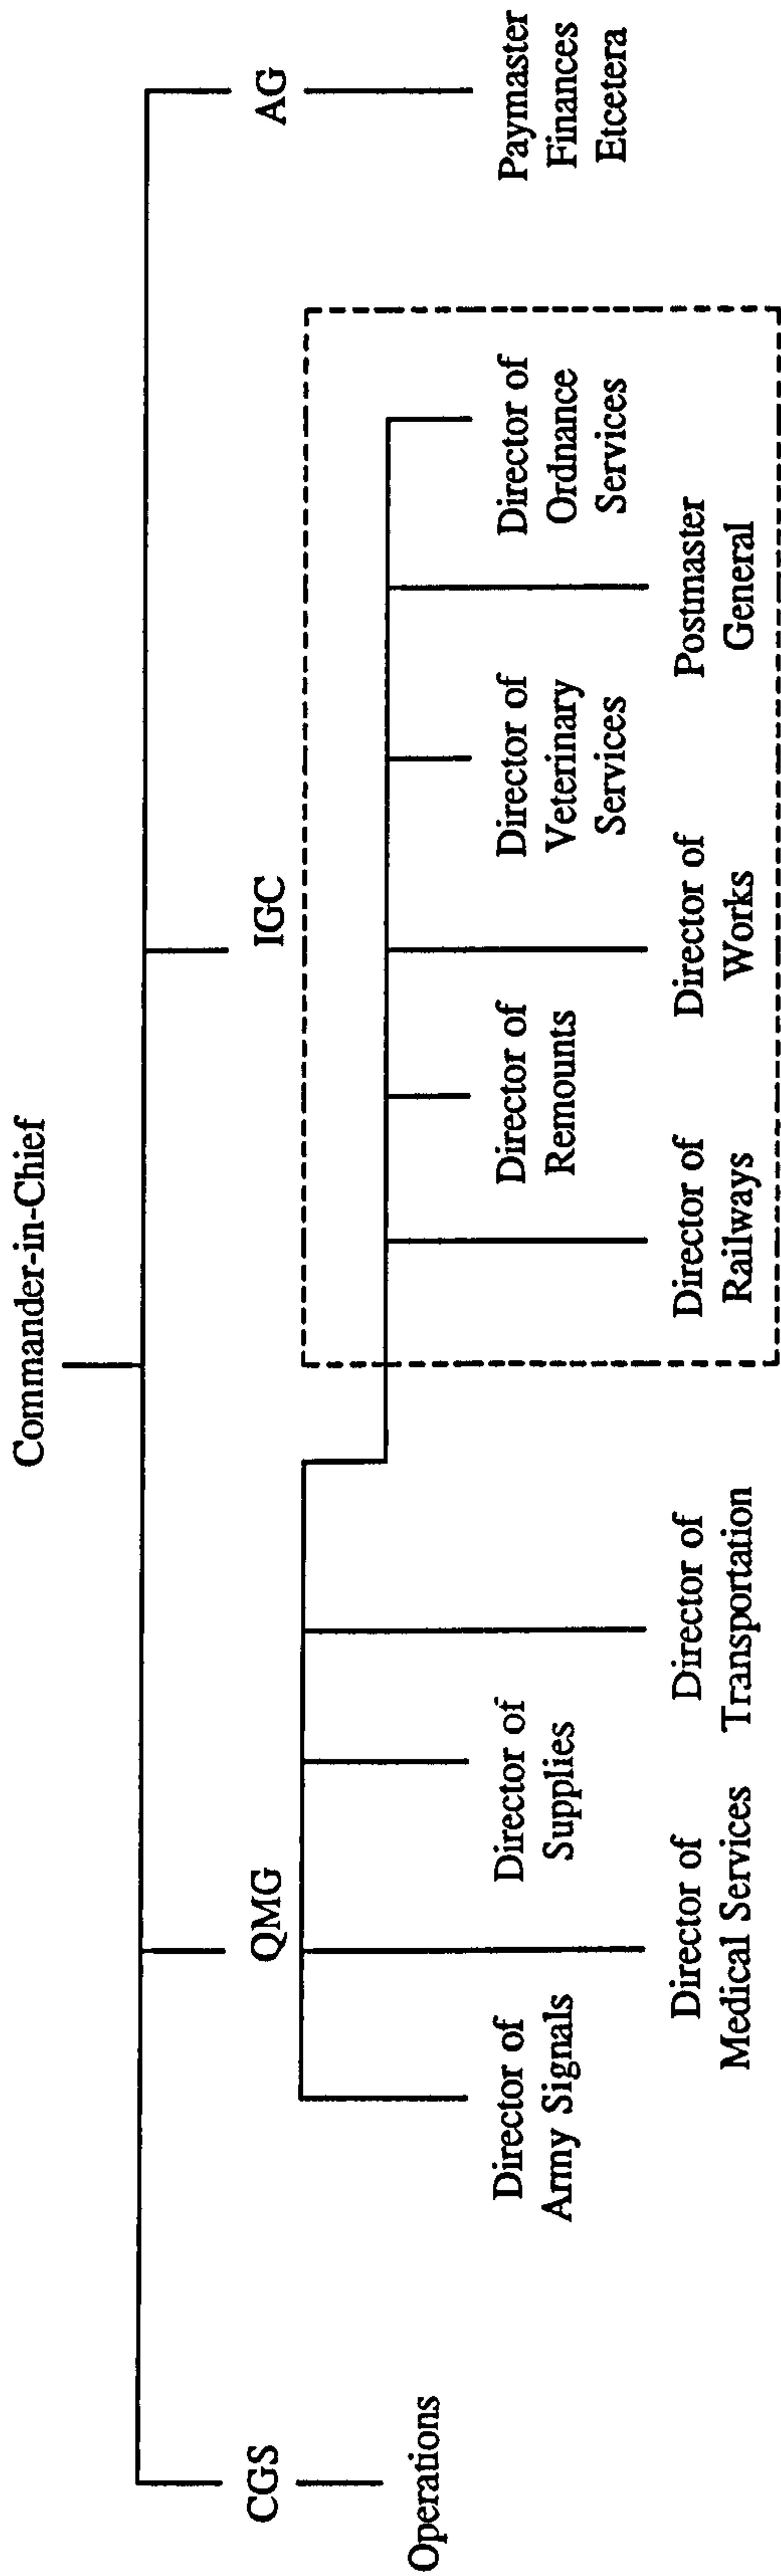 Commander-in-Chief
CGS
QMG
IGC
AG
Operations
Director of
Army Signals
Director of
Supplies
Director of
Remounts
Director of
Veterinary
Services
Director of
Ordnance
Services
Paymaster
Finances
Etcetera
Director of
Medical Services
Director of
Transportation
Director of
Railways
Director of
Works
Postmaster
General